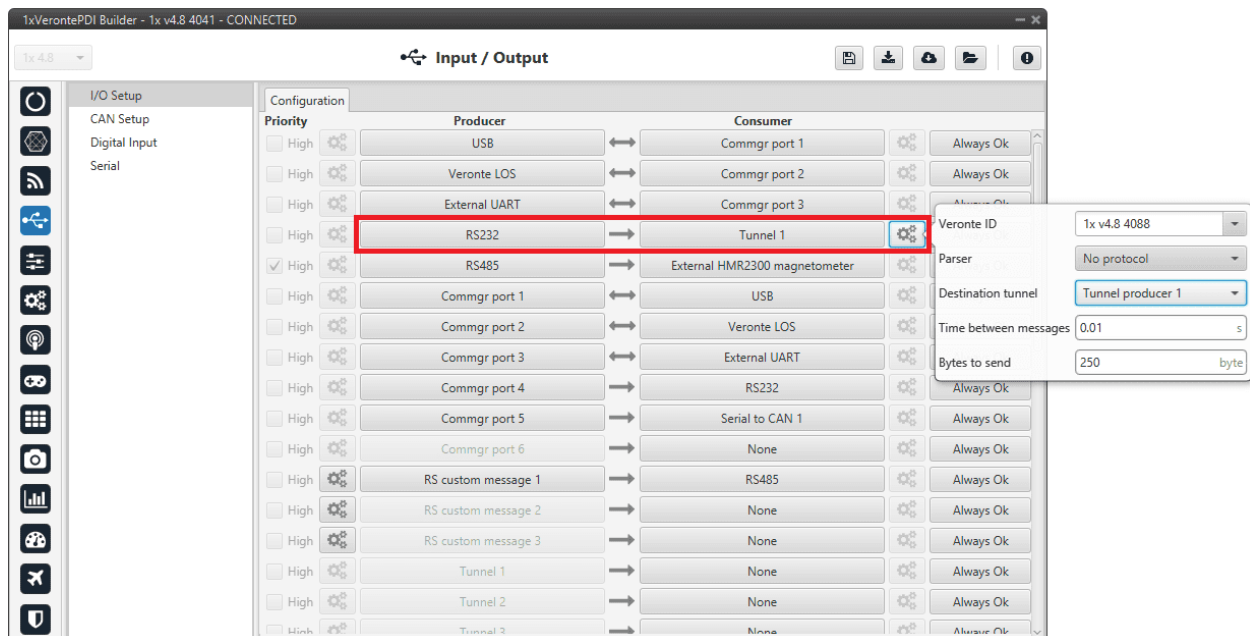 1xVerontePDI Builder - 1x v4.8 4041 - CONNECTED
1x 4.8
Input / Output
I/O Setup
CAN Setup
Digital Input
Serial
Configuration
Priority Producer Consumer
High USB Commgr port 1 Always Ok
High Veronte LOS Commgr port 2 Always Ok
High External UART Commgr port 3
High RS232 Tunnel 1
High RS485 External HMR2300 magnetometer
High Commgr port 1 USB
High Commgr port 2 Veronte LOS
High Commgr port 3 External UART
High Commgr port 4 RS232 Always Ok
High Commgr port 5 Serial to CAN 1 Always Ok
High Commgr port 6 None Always Ok
High RS custom message 1 RS485 Always Ok
High RS custom message 2 None Always Ok
High RS custom message 3 None Always Ok
High Tunnel 1 None Always Ok
High Tunnel 2 None Always Ok
High Tunnel 3 None Always Ok
Veronte ID 1x v4.8 4088
Parser No protocol
Destination tunnel Tunnel producer 1
Time between messages 0.01 s
Bytes to send 250 byte